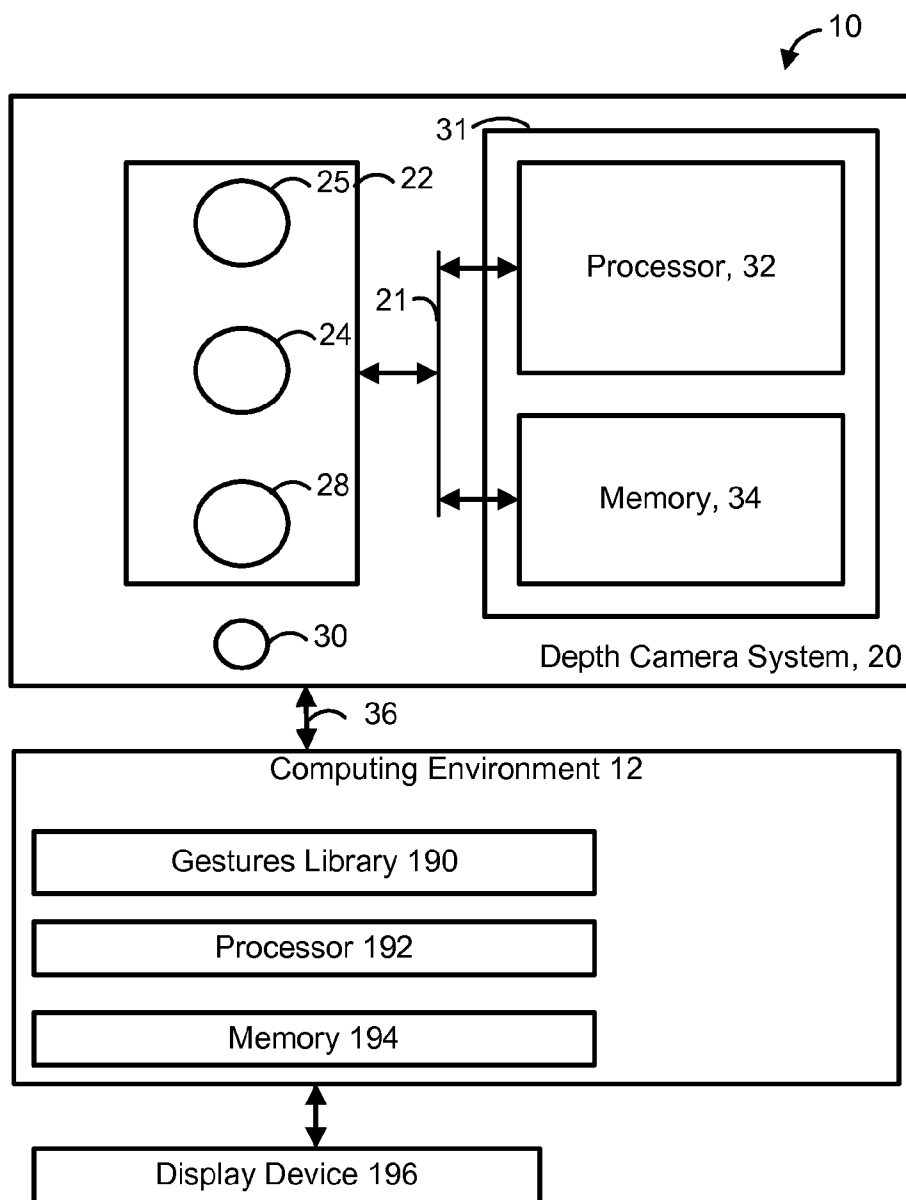 10
31
25
22
Processor, 32
21
24
28
Memory, 34
30
Depth Camera System, 20
36
Computing Environment 12
Gestures Library 190
Processor 192
Memory 194
Display Device 196